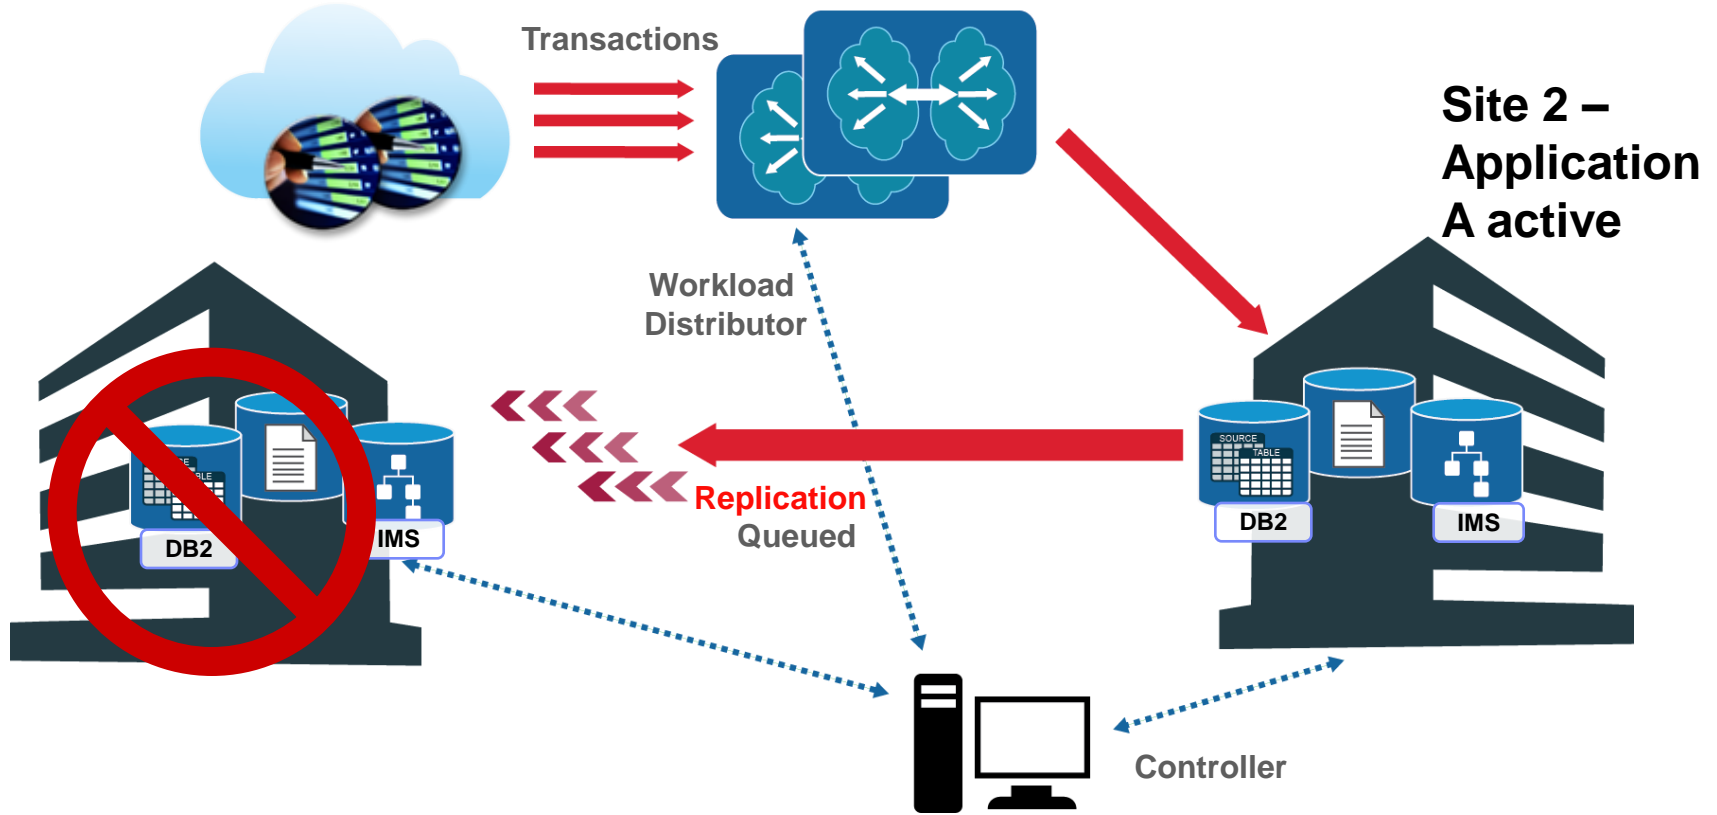 Transactions
Site 2 –
Application
A active
Workload
Distributor
SOURCE
TABLE
DB2
IMS
DB2
IMS
Replication
Queued
Controller